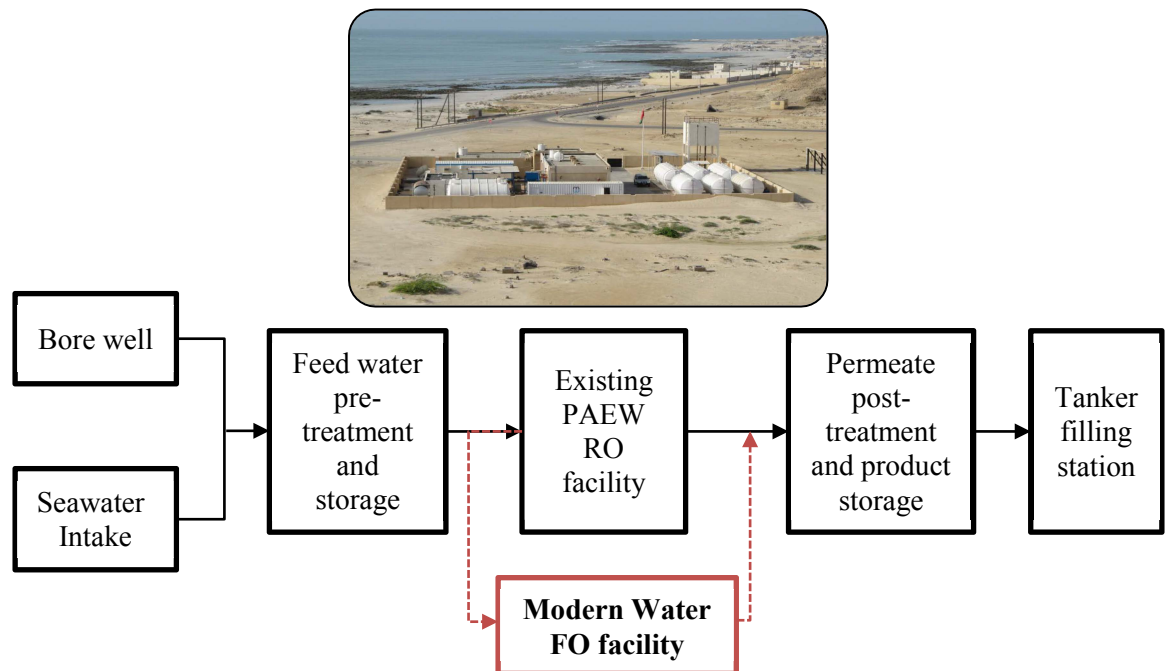 Bore well
Seawater
Intake
Feed water
pre-
treatment
and
storage
Existing
PAEW
RO
facility
Permeate
post-
treatment
and product
storage
Tanker
filling
station
Modern Water
FO facility